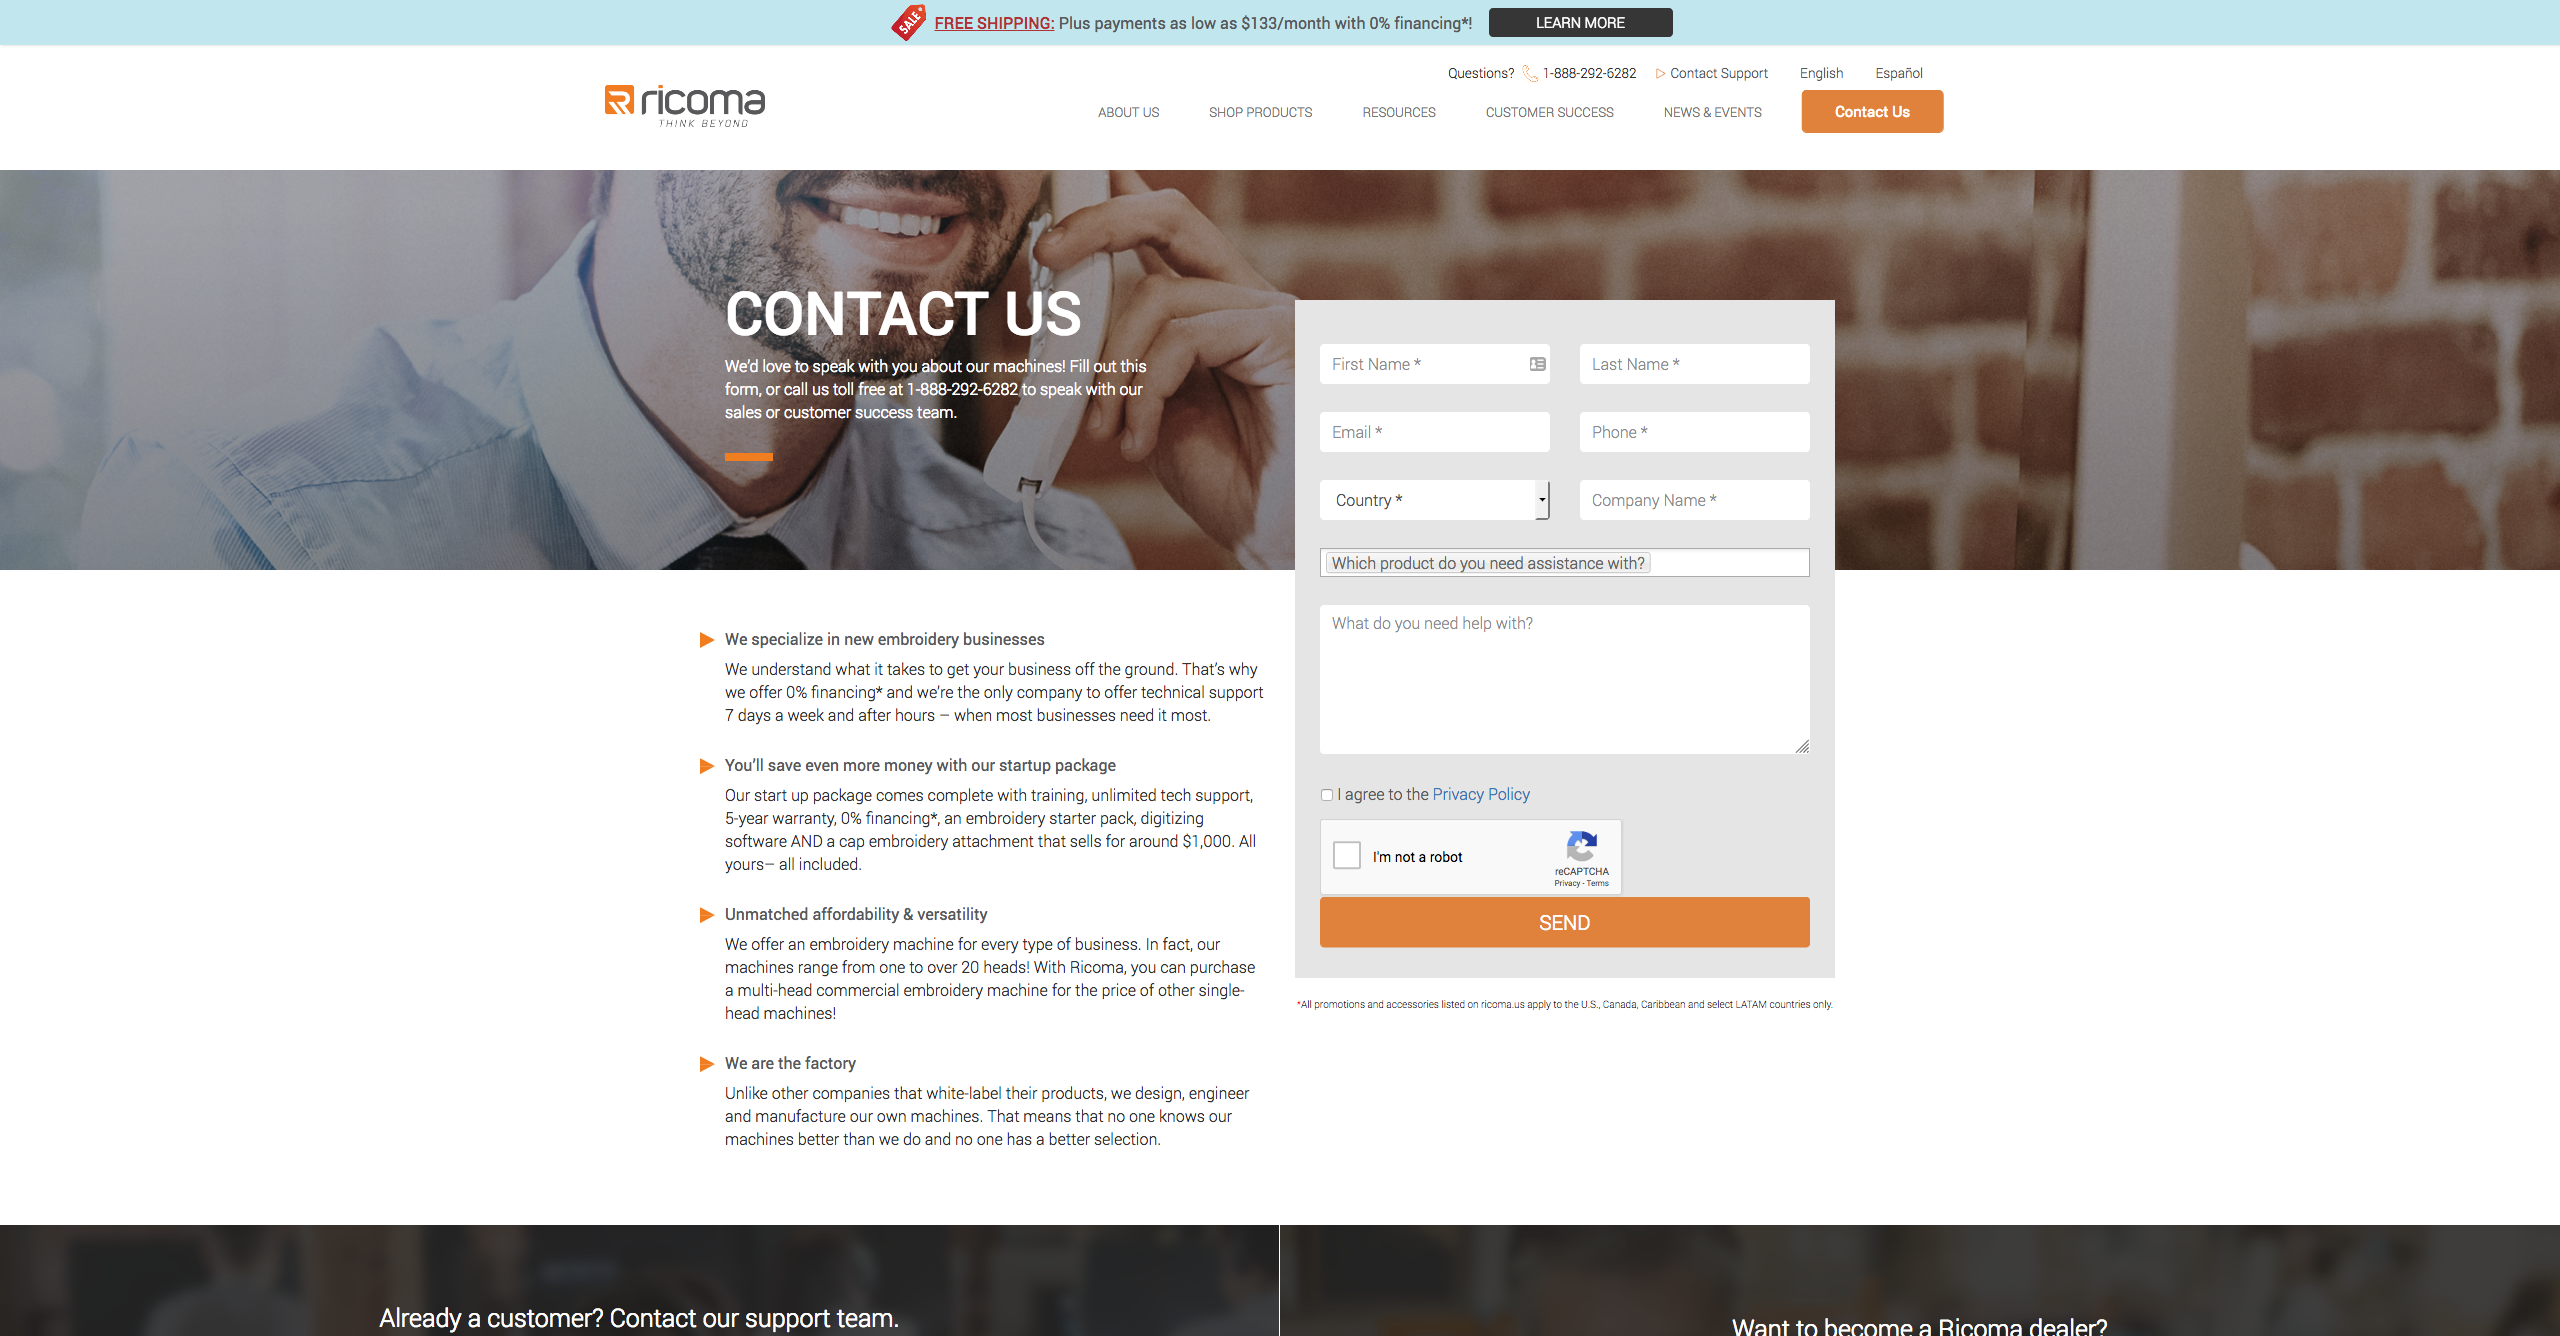 SALE FREE SHIPPING: Plus payments as low as $133/month with 0% financing*! LEARN MORE
Questions? 1-888-292-6282 Contact Support English Español
ricoma
THINK BEYOND
ABOUT US SHOP PRODUCTS RESOURCES CUSTOMER SUCCESS NEWS & EVENTS Contact Us
CONTACT US
We'd love to speak with you about our machines! Fill out this
form, or call us toll free at 1-888-292-6282 to speak with our
sales or customer success team.
First Name * Last Name *
Email * Phone *
Country * Company Name *
Which product do you need assistance with?
What do you need help with?
I agree to the Privacy Policy
I'm not a robot
reCAPTCHA
Privacy - Terms
SEND
*All promotions and accessories listed on ricoma.us apply to the U.S., Canada, Caribbean and select LATAM countries only.
We specialize in new embroidery businesses
We understand what it takes to get your business off the ground. That's why
we offer 0% financing* and we're the only company to offer technical support
7 days a week and after hours – when most businesses need it most.
You'll save even more money with our startup package
Our start up package comes complete with training, unlimited tech support,
5-year warranty, 0% financing*, an embroidery starter pack, digitizing
software AND a cap embroidery attachment that sells for around $1,000. All
yours– all included.
Unmatched affordability & versatility
We offer an embroidery machine for every type of business. In fact, our
machines range from one to over 20 heads! With Ricoma, you can purchase
a multi-head commercial embroidery machine for the price of other single-
head machines!
We are the factory
Unlike other companies that white-label their products, we design, engineer
and manufacture our own machines. That means that no one knows our
machines better than we do and no one has a better selection.
Already a customer? Contact our support team.
Want to become a Ricoma dealer?